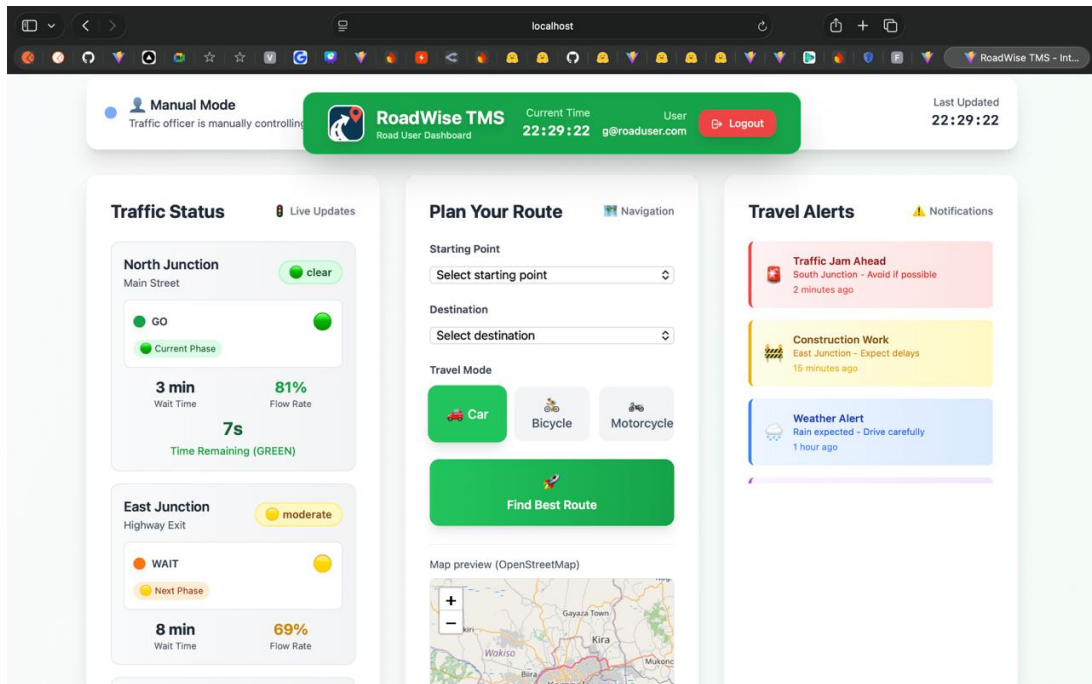 localhost
RoadWise TMS - Int...
Manual Mode
Traffic officer is manually controlling
RoadWise TMS
Road User Dashboard
Current Time
22:29:22
User
g@roaduser.com
Logout
Last Updated
22:29:22
Traffic Status
Live Updates
North Junction
Main Street
clear
GO
Current Phase
3 min
Wait Time
81%
Flow Rate
7s
Time Remaining (GREEN)
East Junction
Highway Exit
moderate
WAIT
Next Phase
8 min
Wait Time
69%
Flow Rate
Plan Your Route
Navigation
Starting Point
Select starting point
Destination
Select destination
Travel Mode
Car
Bicycle
Motorcycle
Find Best Route
Map preview (OpenStreetMap)
+
−
Gayaza Town
Kira
Wakiso
Mukono
Travel Alerts
Notifications
Traffic Jam Ahead
South Junction - Avoid if possible
2 minutes ago
Construction Work
East Junction - Expect delays
15 minutes ago
Weather Alert
Rain expected - Drive carefully
1 hour ago